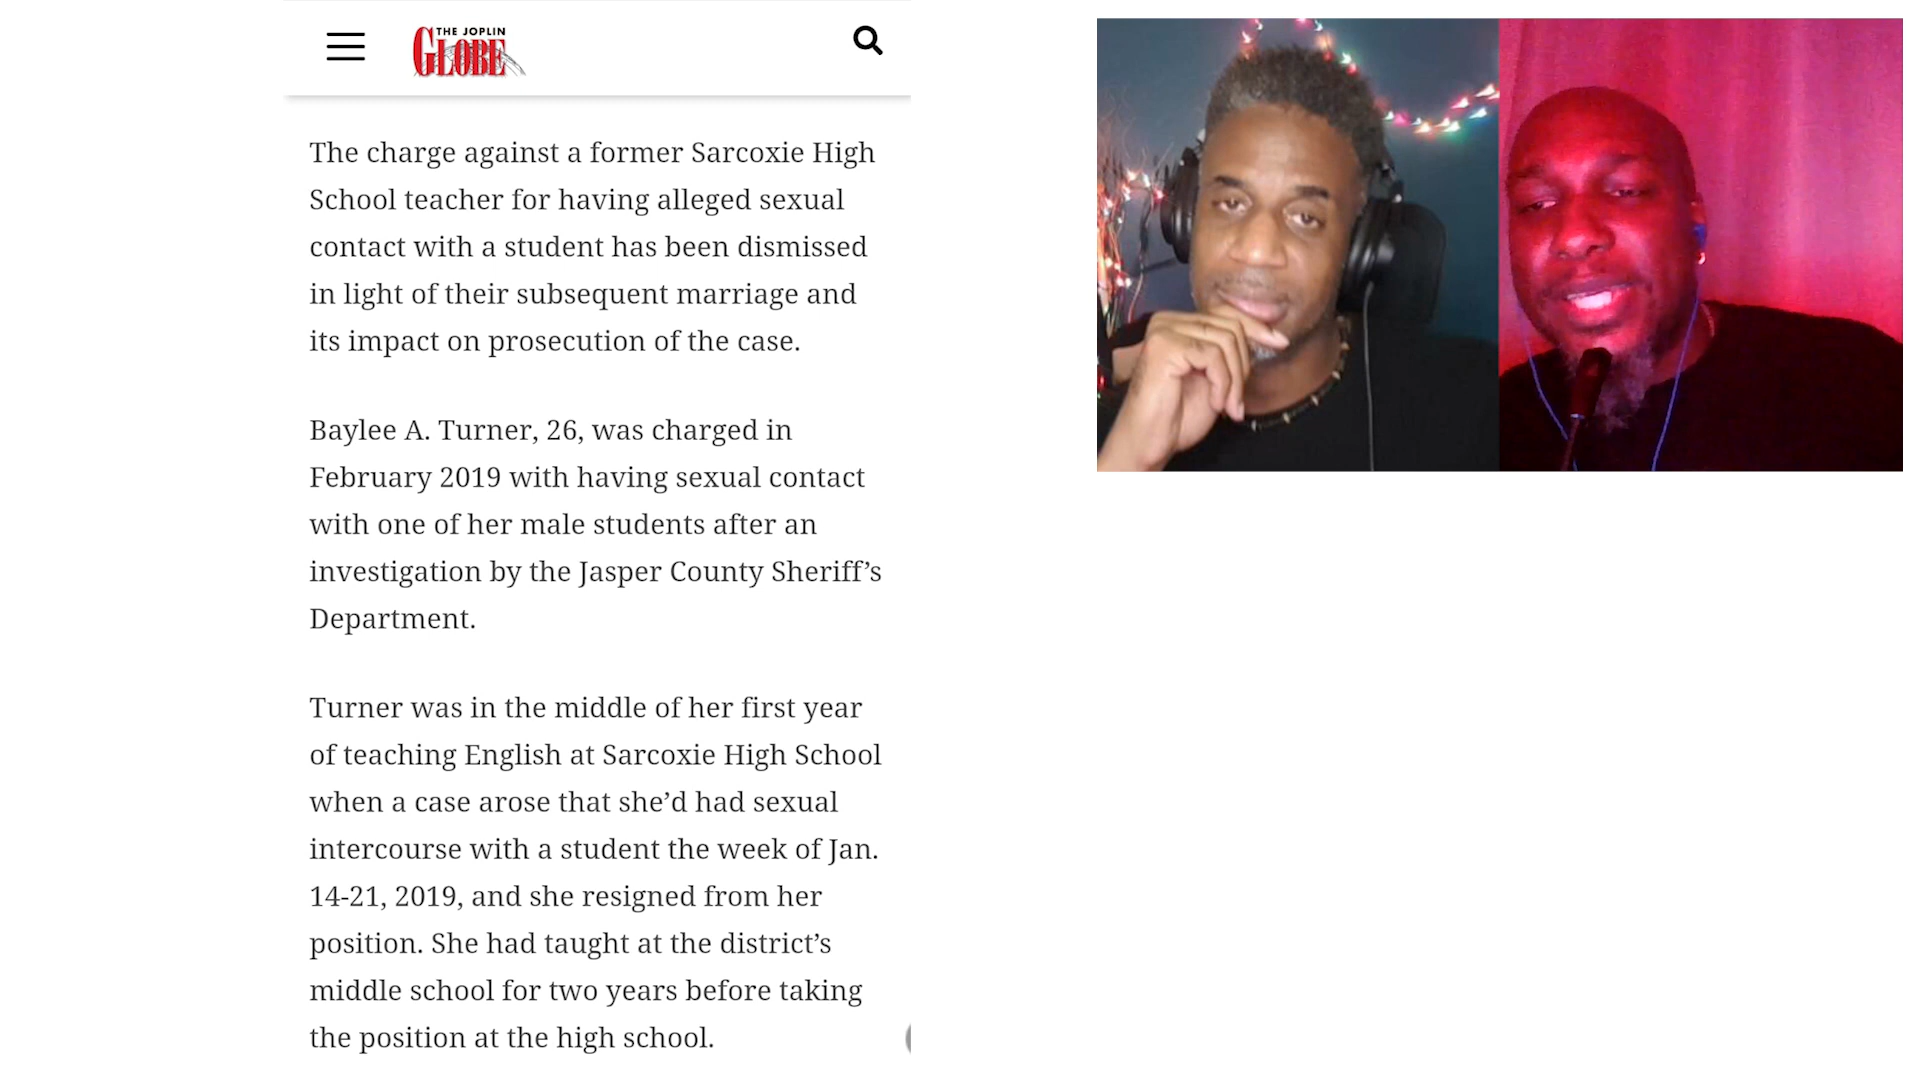 THE JOPLIN
GLOBE
The charge against a former Sarcoxie High
School teacher for having alleged sexual
contact with a student has been dismissed
in light of their subsequent marriage and
its impact on prosecution of the case.
Baylee A. Turner, 26, was charged in
February 2019 with having sexual contact
with one of her male students after an
investigation by the Jasper County Sheriff’s
Department.
Turner was in the middle of her first year
of teaching English at Sarcoxie High School
when a case arose that she’d had sexual
intercourse with a student the week of Jan.
14-21, 2019, and she resigned from her
position. She had taught at the district’s
middle school for two years before taking
the position at the high school.